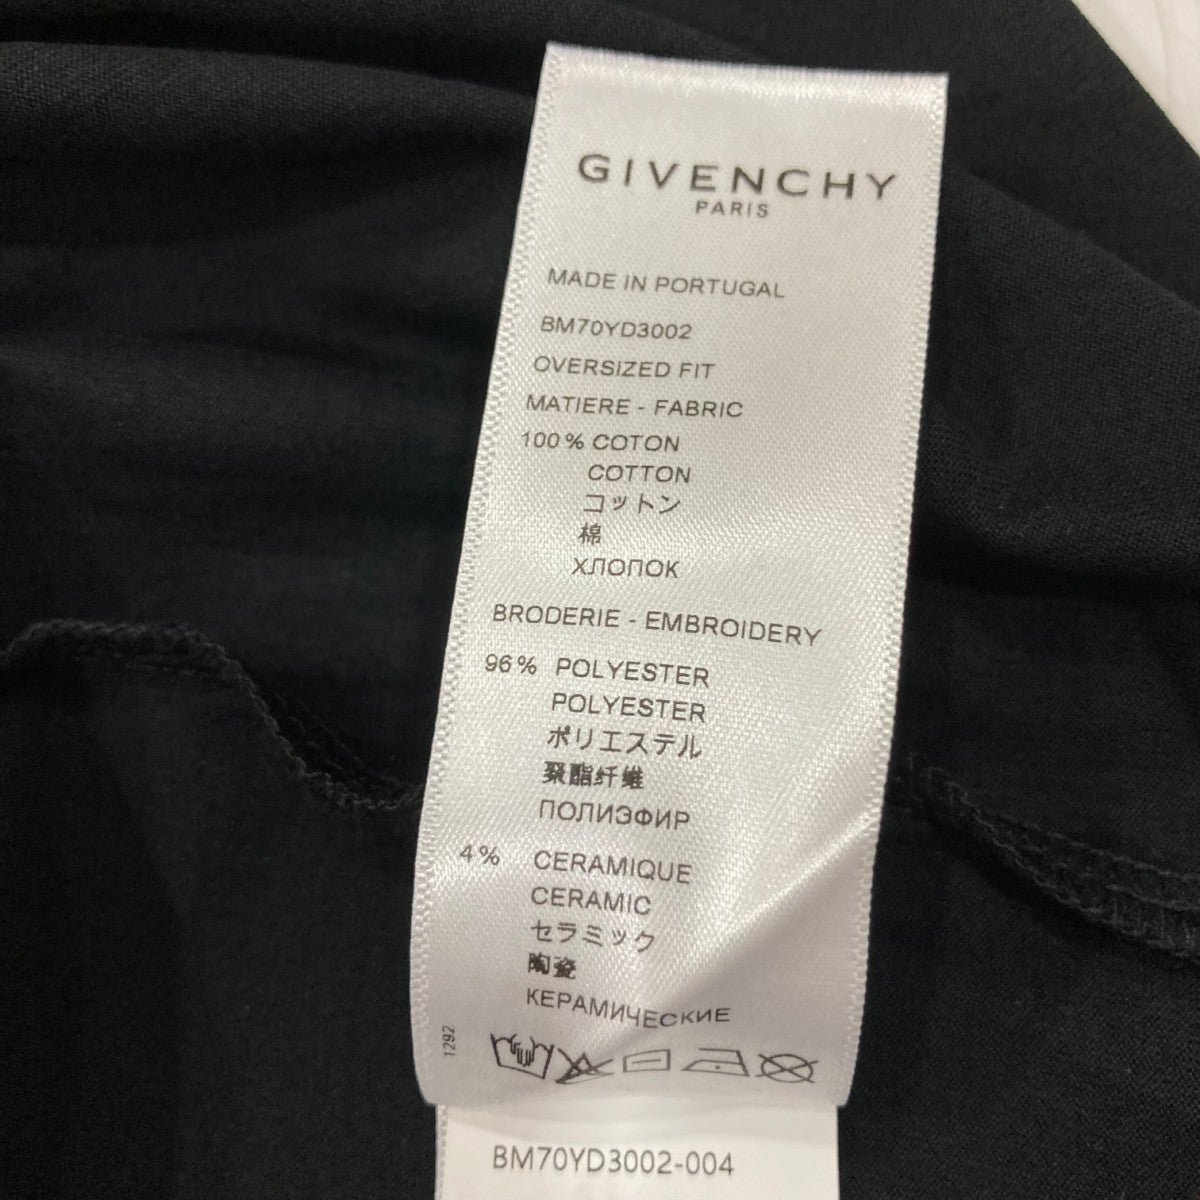 GIVENCHY
PARIS
MADE IN PORTUGAL
BM70YD3002
OVERSIZED FIT
MATIERE - FABRIC
100 % COTON
COTTON
コットン
棉
ХЛОПОК
BRODERIE - EMBROIDERY
96 % POLYESTER
POLYESTER
ポリエステル
聚酯纤维
ПОЛИЭФИР
4 % CERAMIQUE
CERAMIC
セラミック
陶瓷
КЕРАМИЧЕСКИЕ
1292
BM70YD3002-004